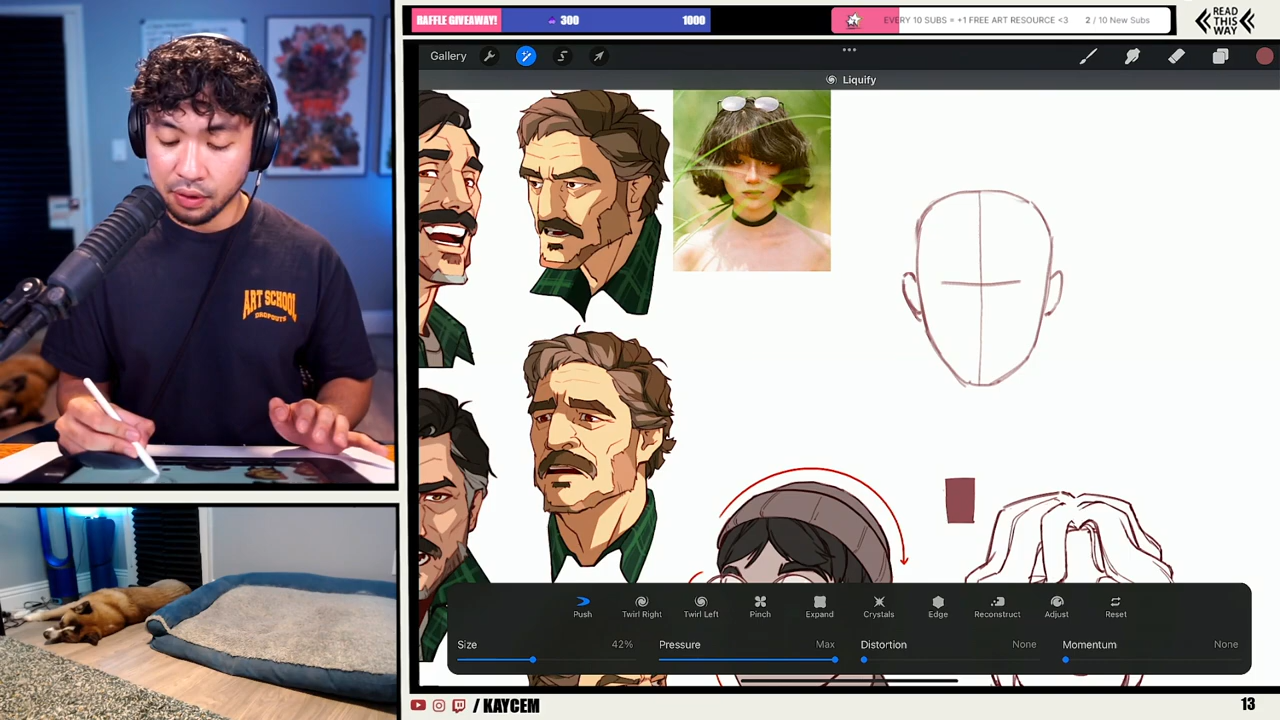 RAFFLE GIVEAWAY!
300
1000
EVERY 10 SUBS = +1 FREE ART RESOURCE <3
2 / 10 New Subs
READ
THIS
WAY
Gallery
Liquify
ART SCHOOL
DROPOUTS
Push
Twirl Right
Twirl Left
Pinch
Expand
Crystals
Edge
Reconstruct
Adjust
Reset
Size 42%
Pressure Max
Distortion None
Momentum None
/ KAYCEM
13